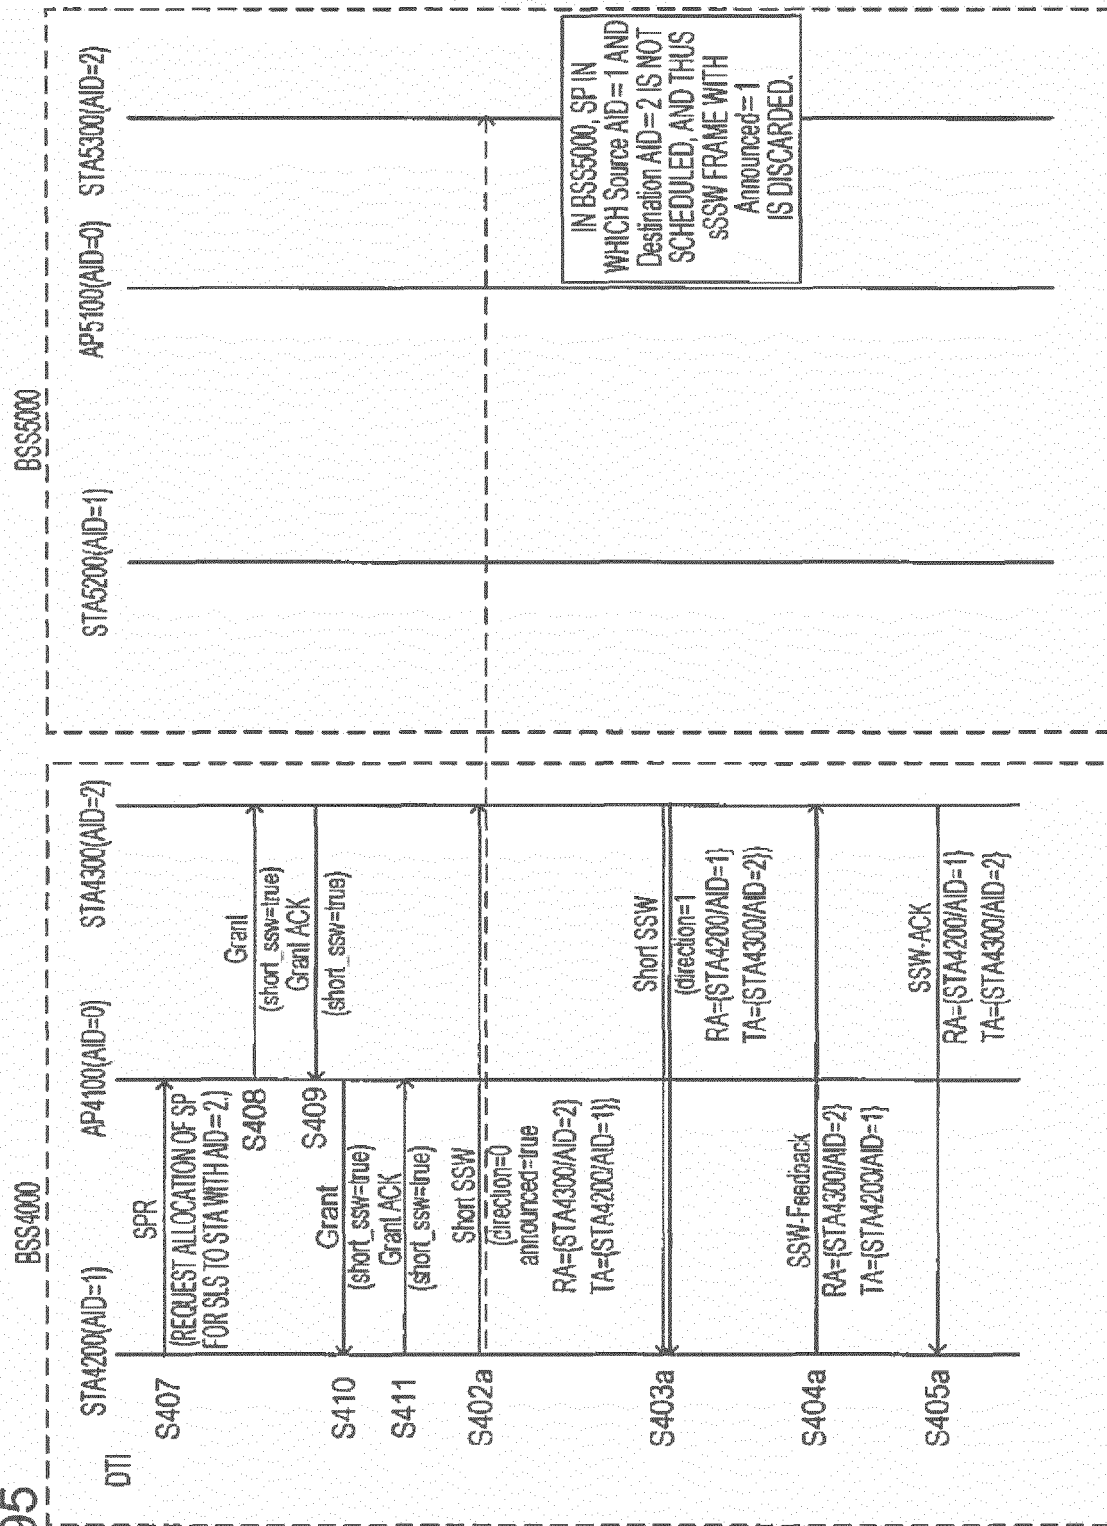 95
BSS4000
BSS5000
DTI
STA4200(AID=1)
AP4100(AID=0)
STA4300(AID=2)
STA5200(AID=1)
AP5100(AID=0)
STA5300(AID=2)
S407
SPR
(REQUEST ALLOCATION OF SP
FOR SLS TO STA WITH AID=2.)
S408
Grant
(short_ssw=true)
S409
Grant ACK
(short_ssw=true)
S410
Grant
(short_ssw=true)
S411
Grant ACK
(short_ssw=true)
S402a
Short SSW
(direction=0
announced=true
RA={STA4300/AID=2}
TA={STA4200/AID=1})
IN BSS5000, SP IN
WHICH Source AID=1 AND
Destination AID=2 IS NOT
SCHEDULED, AND THUS
sSSW FRAME WITH
Announced=1
IS DISCARDED.
S403a
Short SSW
(direction=1
RA={STA4200/AID=1}
TA={STA4300/AID=2})
S404a
SSW-Feedback
RA={STA4300/AID=2}
TA={STA4200/AID=1}
S405a
SSW-ACK
RA={STA4200/AID=1}
TA={STA4300/AID=2}